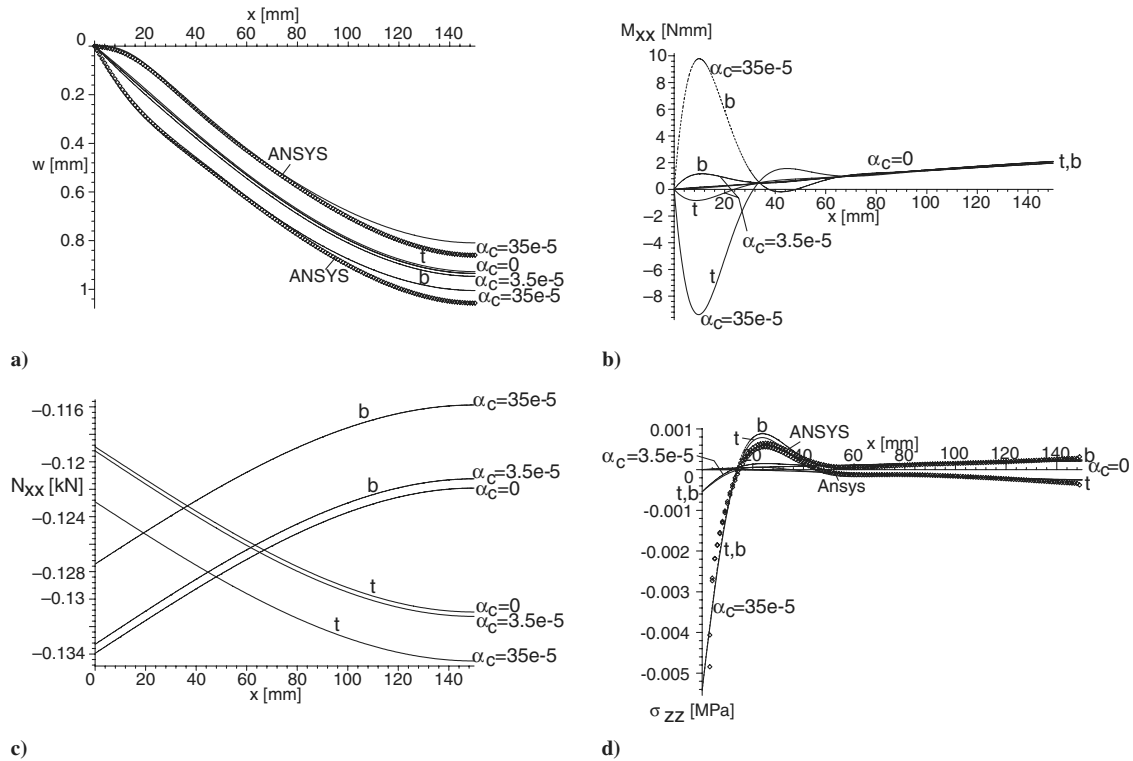 x [mm]
0 20 40 60 80 100 120 140
0.2
0.4
w [mm]
0.6
0.8
1
ANSYS
ANSYS
αc=35e-5
t
αc=0
b
αc=3.5e-5
αc=35e-5
a)
Mxx [Nmm]
10
8
6
4
2
0
−2
−4
−6
−8
αc=35e-5
b
b
αc=0
t,b
20 40 60 80 100 120 140
x [mm]
t
αc=3.5e-5
t
αc=35e-5
b)
−0.116
−0.12
Nxx [kN]
−0.124
−0.128
−0.13
−0.134
0 20 40 60 80 100 120 140
x [mm]
b
αc=35e-5
b
αc=3.5e-5
αc=0
t
αc=0
αc=3.5e-5
t
αc=35e-5
c)
0.001
0
-0.001
-0.002
-0.003
-0.004
-0.005
σzz [MPa]
b
t
ANSYS
x [mm]
αc=3.5e-5
20 40 60 80 100 120 140
b
αc=0
t
Ansys
t,b
t,b
αc=35e-5
d)